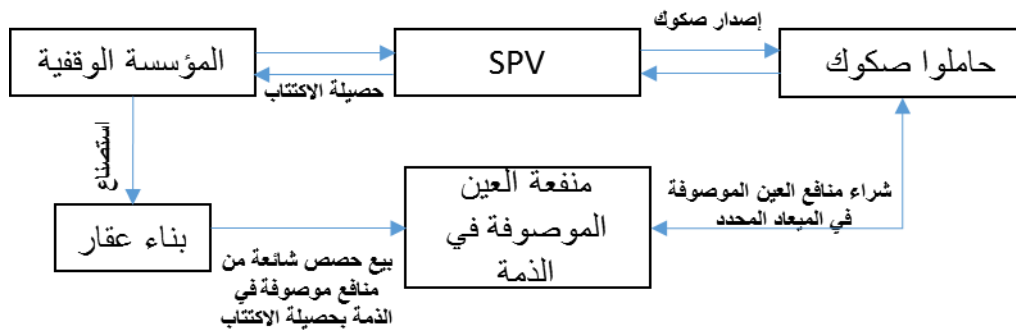 إصدار صكوك
المؤسسة الوقفية
SPV
حاملوا صكوك
حصيلة الاكتتاب
استصناع
منفعة العين
الموصوفة في
الذمة
شراء منافع العين الموصوفة
في الميعاد المحدد
بناء عقار
بيع حصص شائعة من
منافع موصوفة في
الذمة بحصيلة الاكتتاب